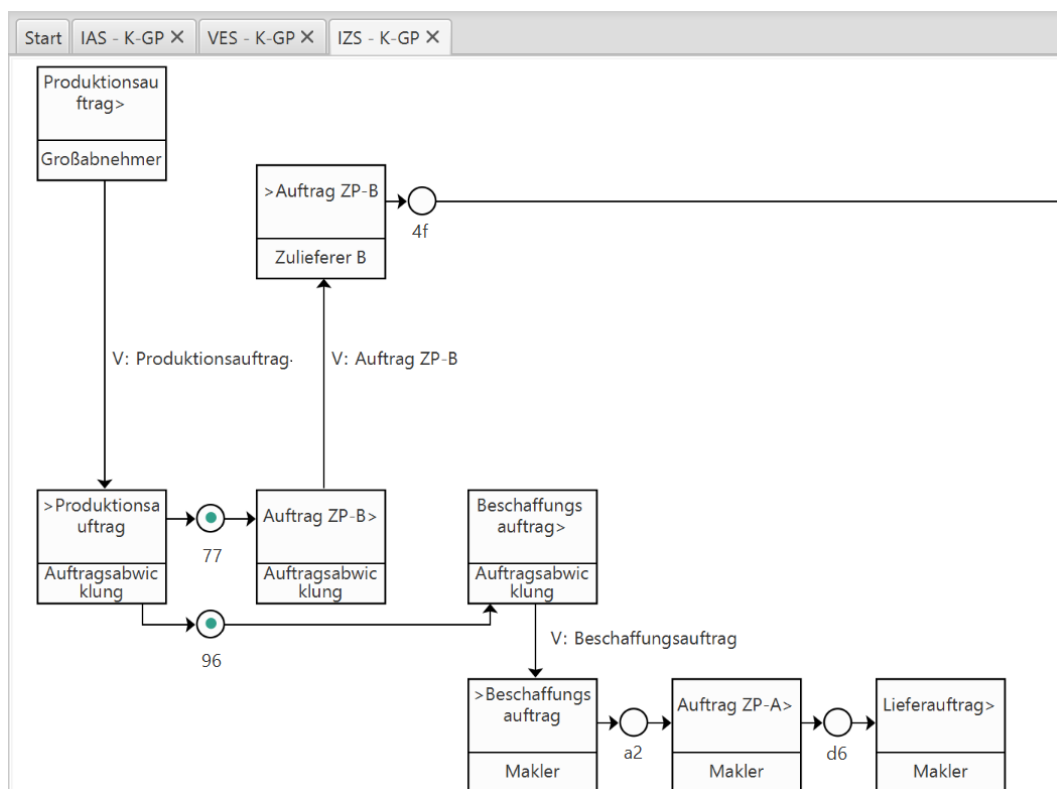 Start
IAS - K-GP ✕
VES - K-GP ✕
IZS - K-GP ✕
Produktionsau
ftrag>
Großabnehmer
>Auftrag ZP-B
Zulieferer B
4f
V: Produktionsauftrag
V: Auftrag ZP-B
>Produktionsa
uftrag
Auftragsabwic
klung
77
Auftrag ZP-B>
Auftragsabwic
klung
Beschaffungs
auftrag>
Auftragsabwic
klung
96
V: Beschaffungsauftrag
>Beschaffungs
auftrag
Makler
a2
Auftrag ZP-A>
Makler
d6
Lieferauftrag>
Makler